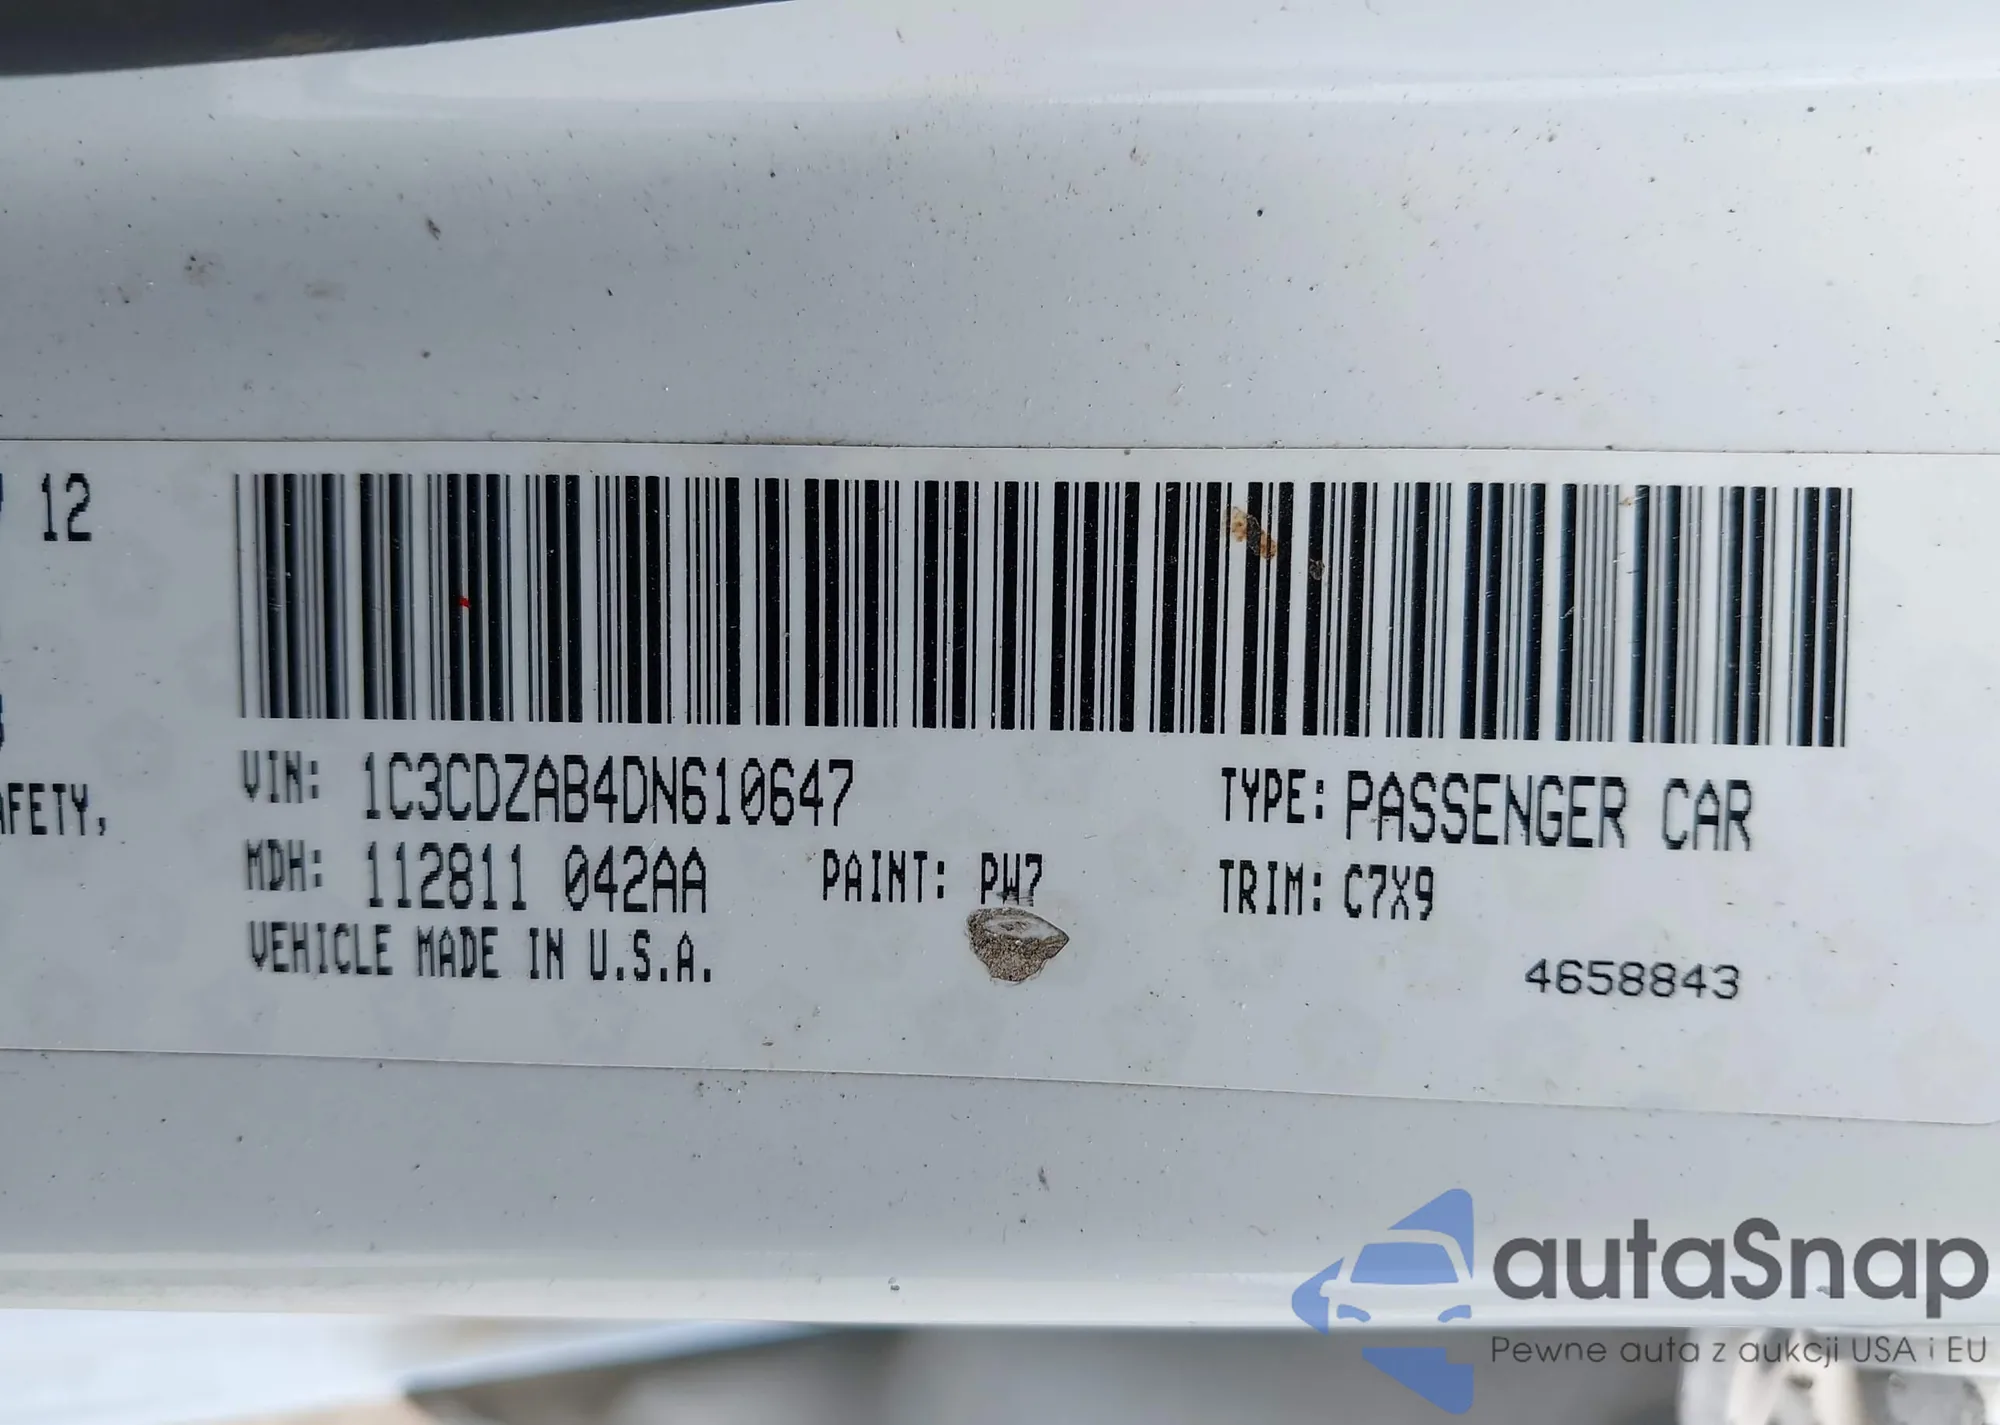 12
VIN: 1C3CDZAB4DN610647
TYPE: PASSENGER CAR
AFETY,
MDH: 112811 042AA
PAINT: PW7
TRIM: C7X9
VEHICLE MADE IN U.S.A.
4658843
autaSnap
Pewne auta z aukcji USA i EU